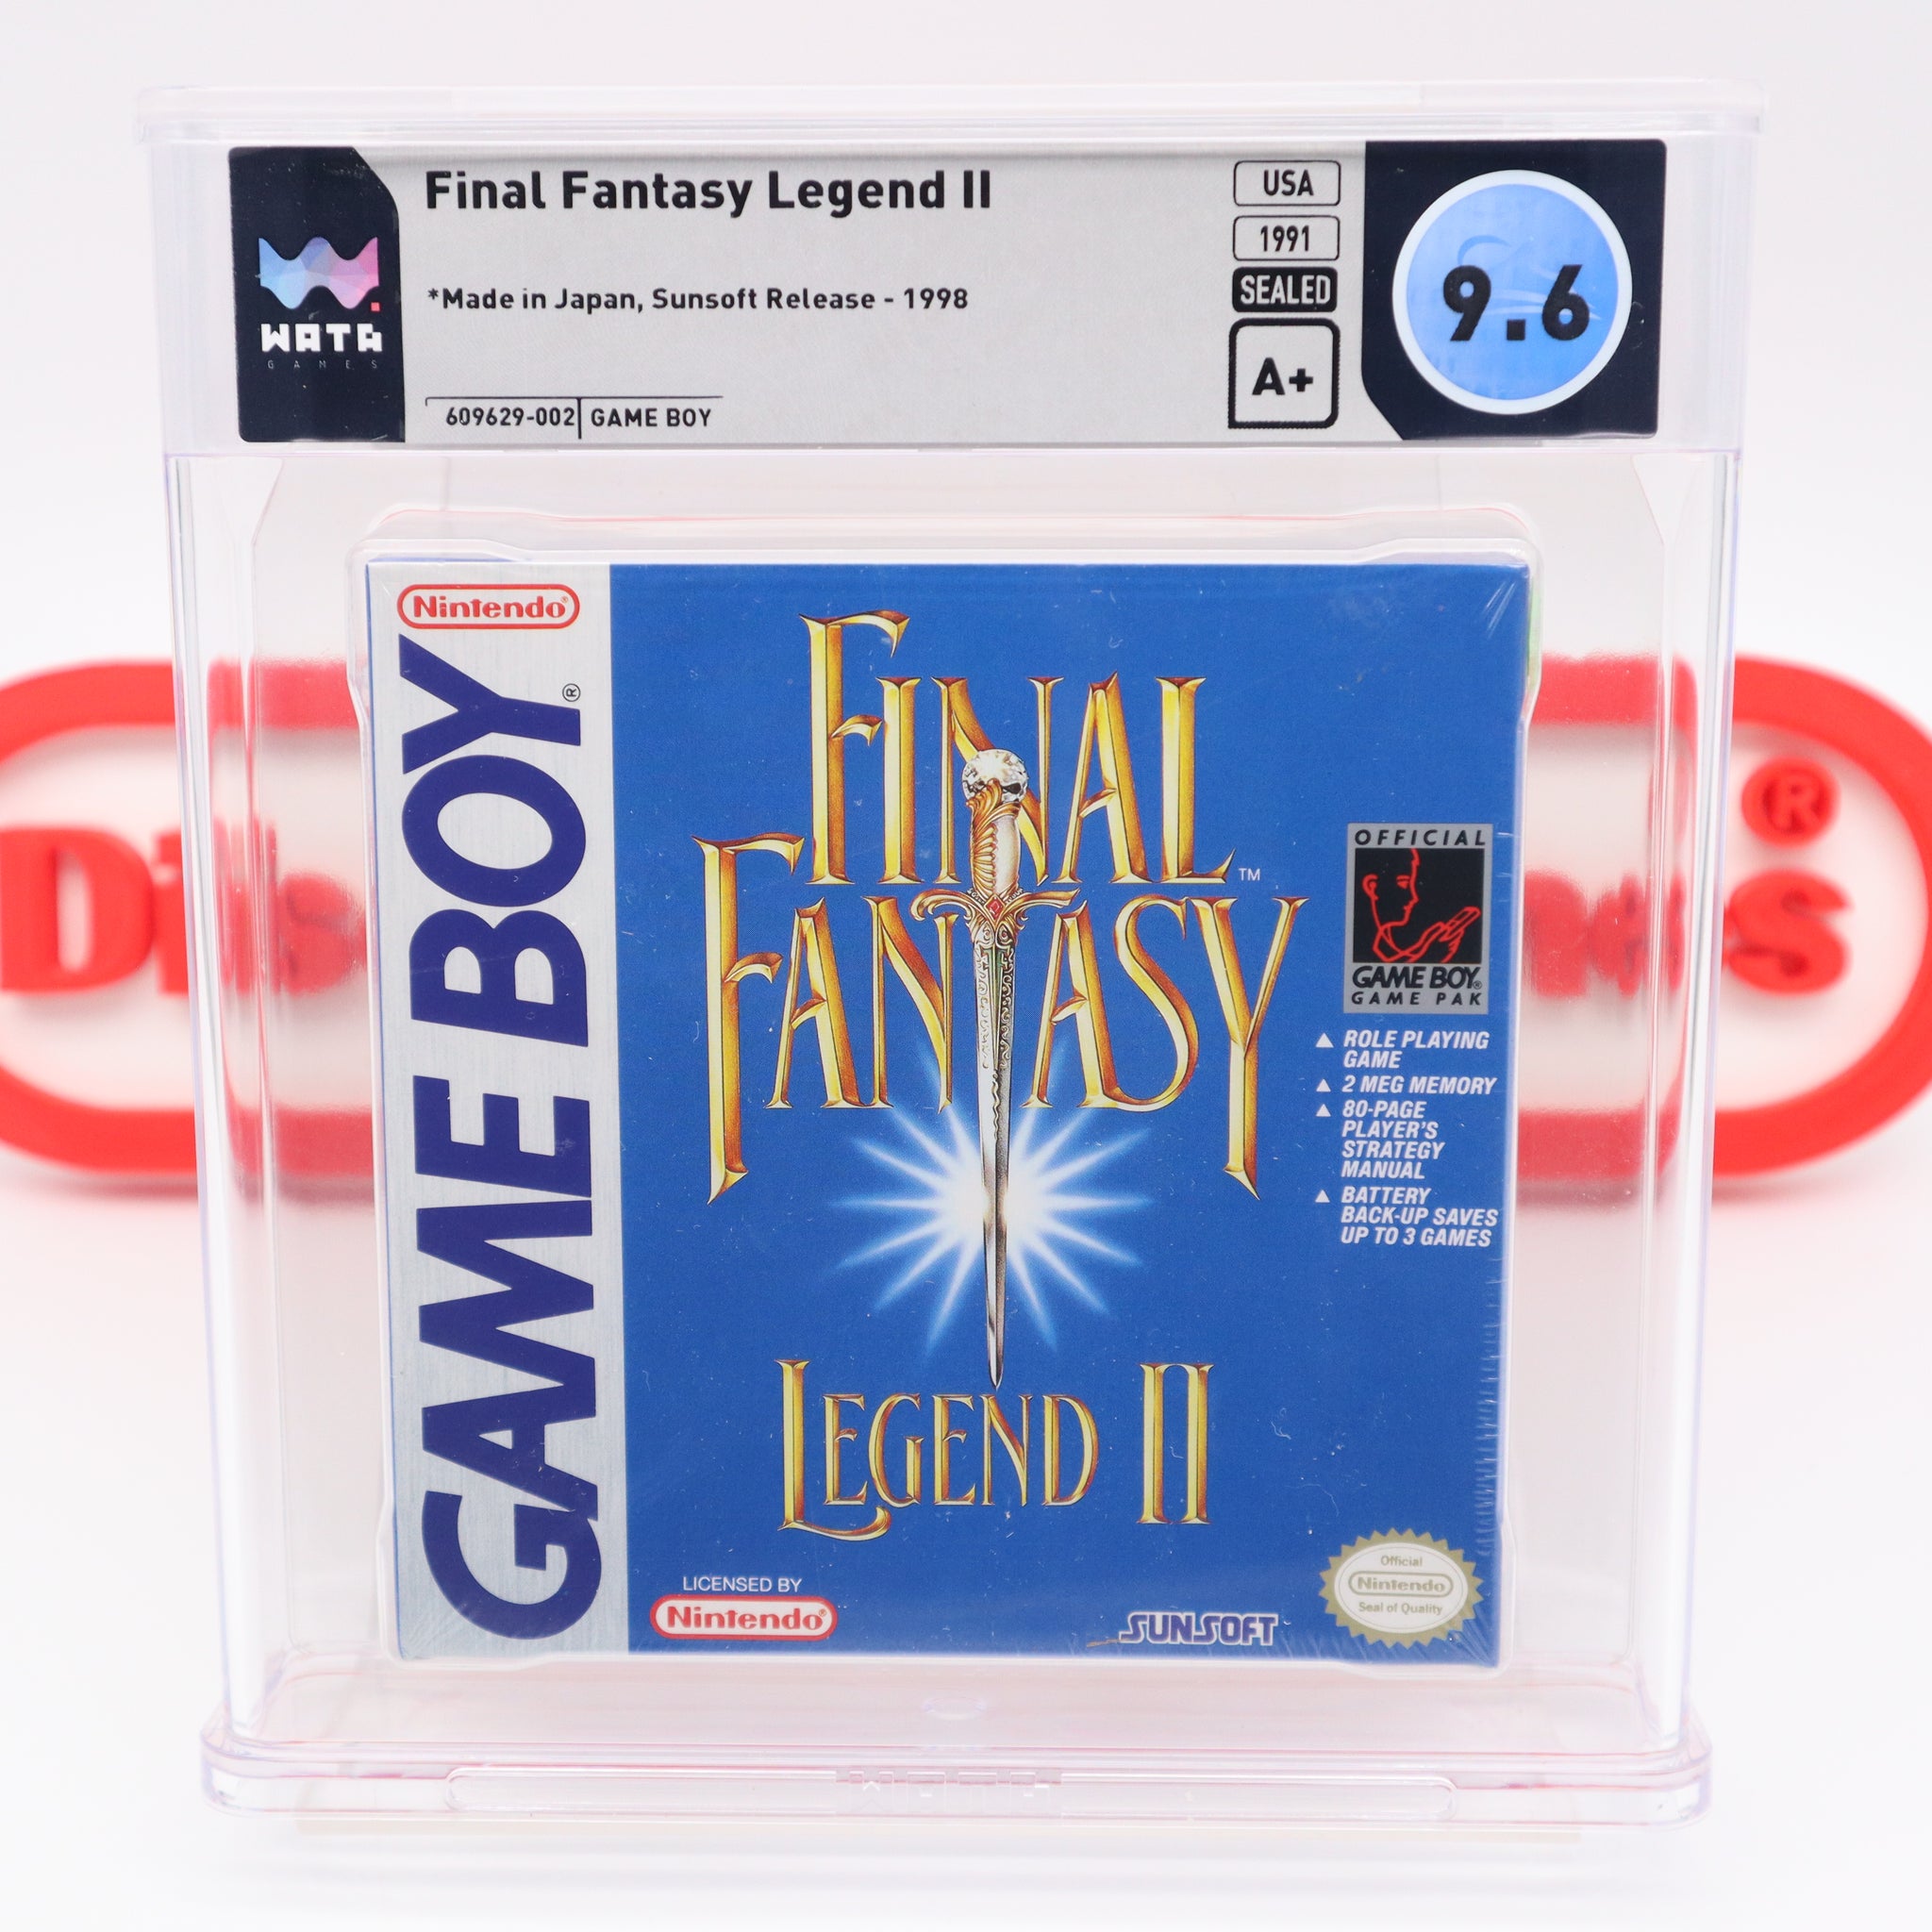 Final Fantasy Legend II
*Made in Japan, Sunsoft Release - 1998
609629-002 GAME BOY
WATA
GAMES
USA
1991
SEALED
A+
9.6
Nintendo®
GAME BOY®
FINAL
FANTASY™
LEGEND II
OFFICIAL
GAME BOY®
GAME PAK
▲ ROLE PLAYING
GAME
▲ 2 MEG MEMORY
▲ 80-PAGE
PLAYER'S
STRATEGY
MANUAL
▲ BATTERY
BACK-UP SAVES
UP TO 3 GAMES
LICENSED BY
Nintendo®
SUNSOFT
Official
Nintendo
Seal of Quality
WATA
®